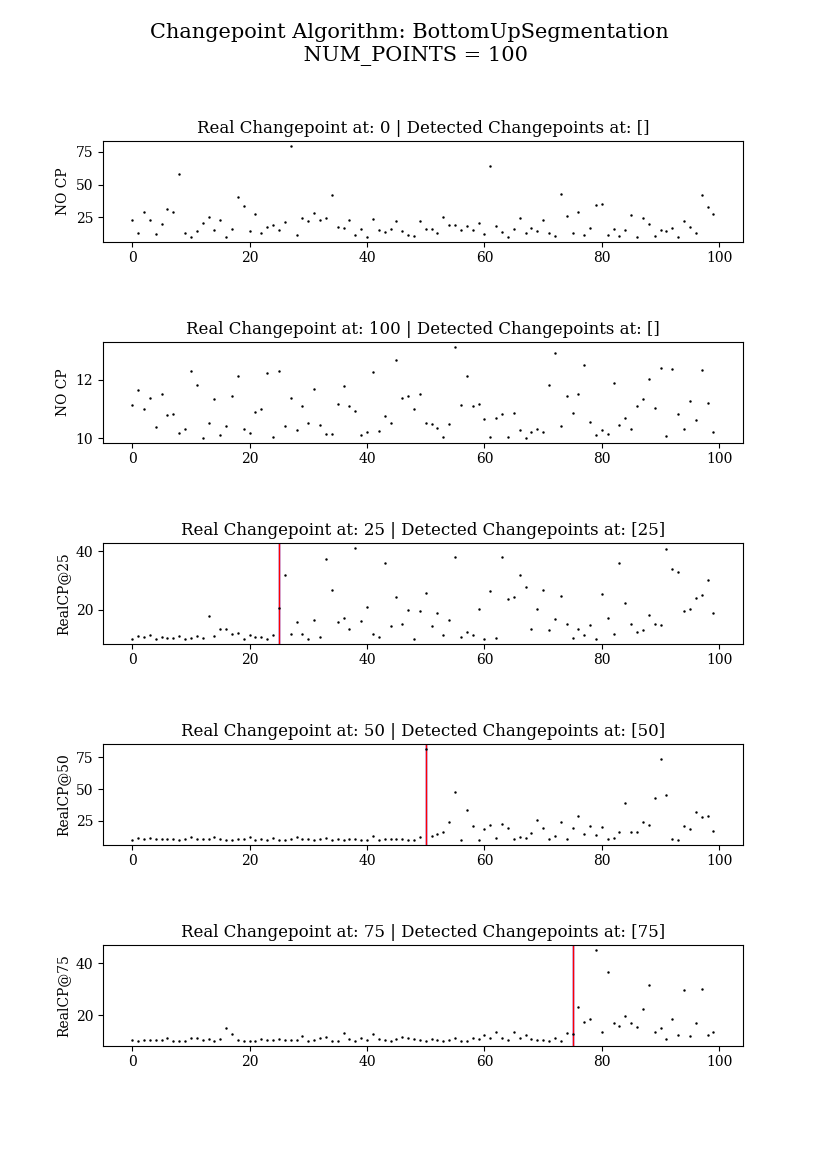 Changepoint Algorithm: BottomUpSegmentation
NUM_POINTS = 100
Real Changepoint at: 0 | Detected Changepoints at: []
NO CP
75
50
25
0 20 40 60 80 100
Real Changepoint at: 100 | Detected Changepoints at: []
NO CP
12
10
0 20 40 60 80 100
Real Changepoint at: 25 | Detected Changepoints at: [25]
RealCP@25
40
20
0 20 40 60 80 100
Real Changepoint at: 50 | Detected Changepoints at: [50]
RealCP@50
75
50
25
0 20 40 60 80 100
Real Changepoint at: 75 | Detected Changepoints at: [75]
RealCP@75
40
20
0 20 40 60 80 100